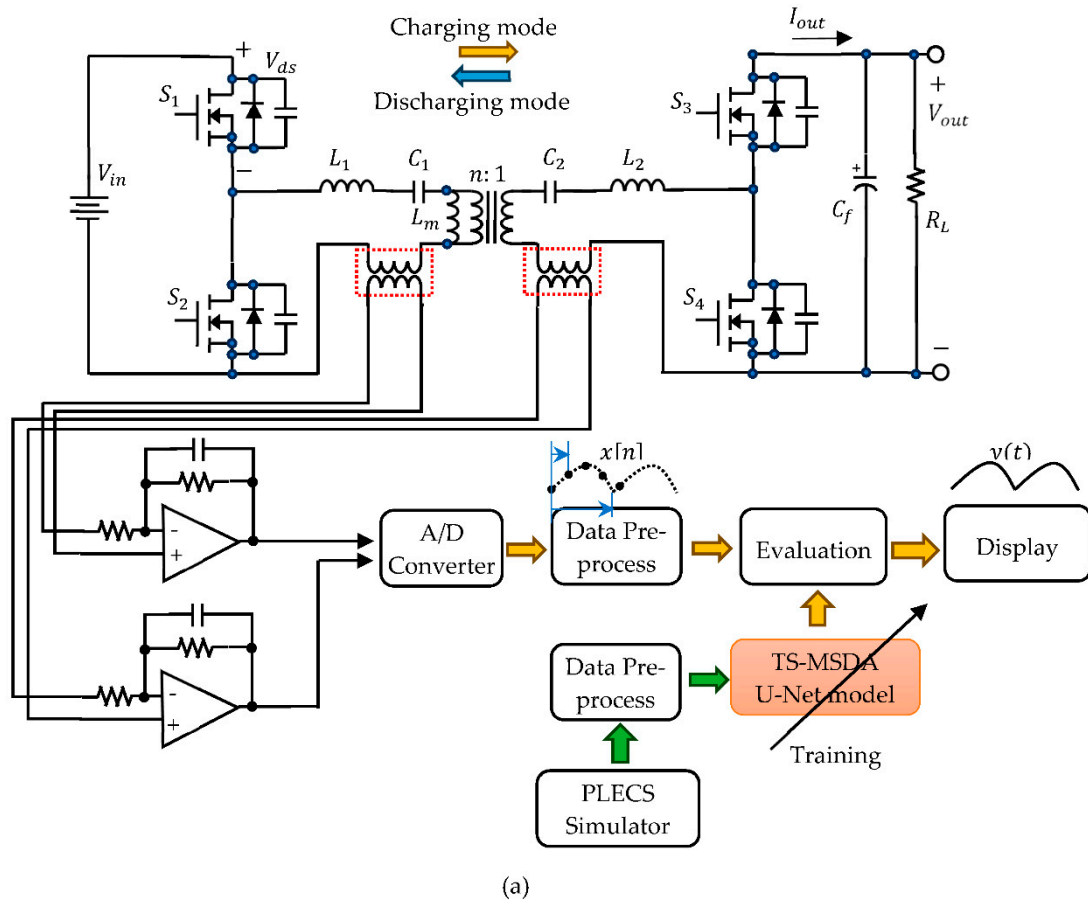 Charging mode
Discharging mode
I_out
+
V_ds
S_1
−
V_in
L_1
C_1
n: 1
C_2
L_2
L_m
S_3
+
V_out
+
C_f
R_L
S_2
S_4
−
x[n]
y(t)
-
+
A/D
Converter
Data Pre-
process
Evaluation
Display
-
+
Data Pre-
process
TS-MSDA
U-Net model
Training
PLECS
Simulator
(a)